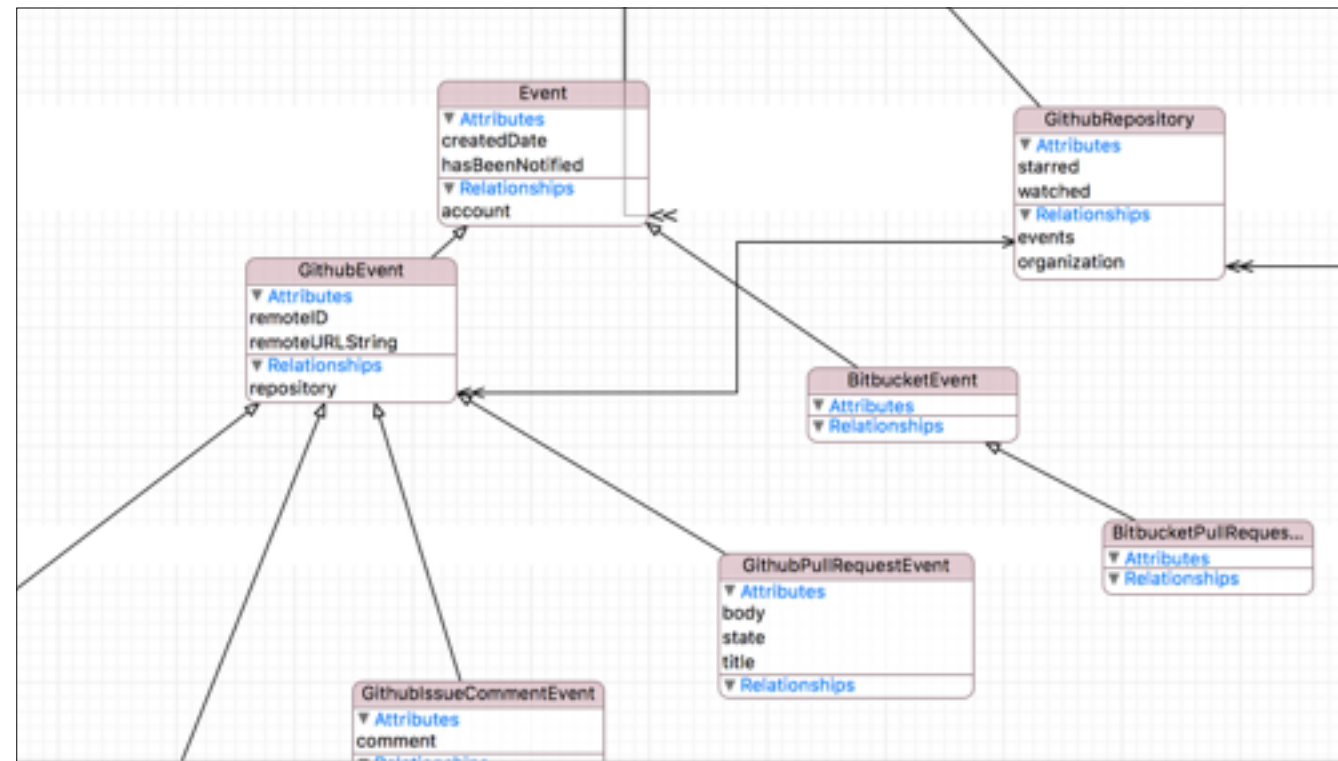 Event
▼ Attributes
createdDate
hasBeenNotified
▼ Relationships
account
GithubRepository
▼ Attributes
starred
watched
▼ Relationships
events
organization
GithubEvent
▼ Attributes
remoteID
remoteURLString
▼ Relationships
repository
BitbucketEvent
▼ Attributes
▼ Relationships
BitbucketPullReques...
▼ Attributes
▼ Relationships
GithubPullRequestEvent
▼ Attributes
body
state
title
▼ Relationships
GithubIssueCommentEvent
▼ Attributes
comment
▼ Relationships